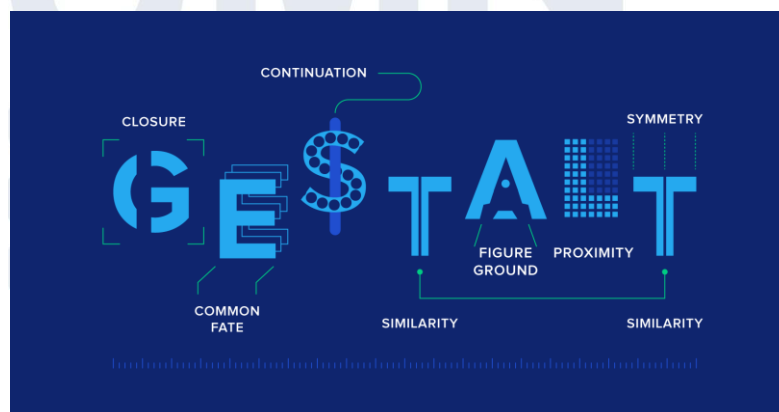 CONTINUATION
CLOSURE
SYMMETRY
GESTALT
FIGURE
GROUND
PROXIMITY
COMMON
FATE
SIMILARITY
SIMILARITY